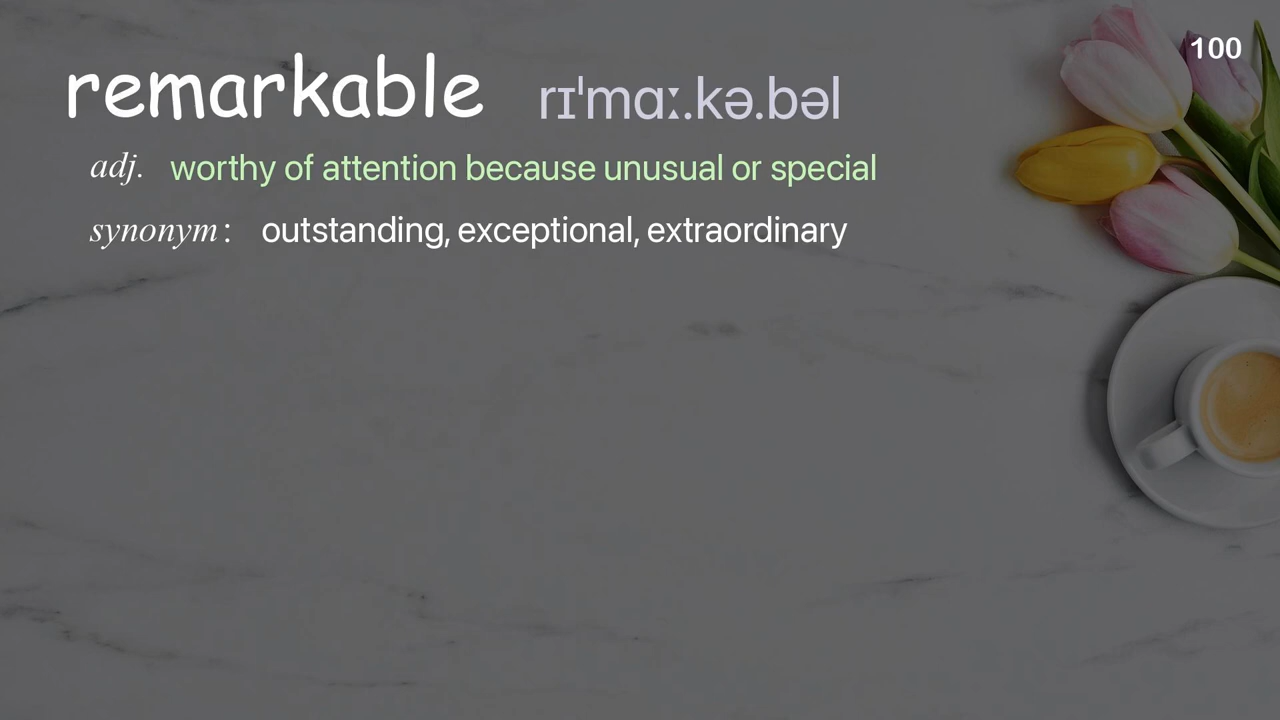 100
remarkable rɪˈmɑː.kə.bəl
adj. worthy of attention because unusual or special
synonym: outstanding, exceptional, extraordinary